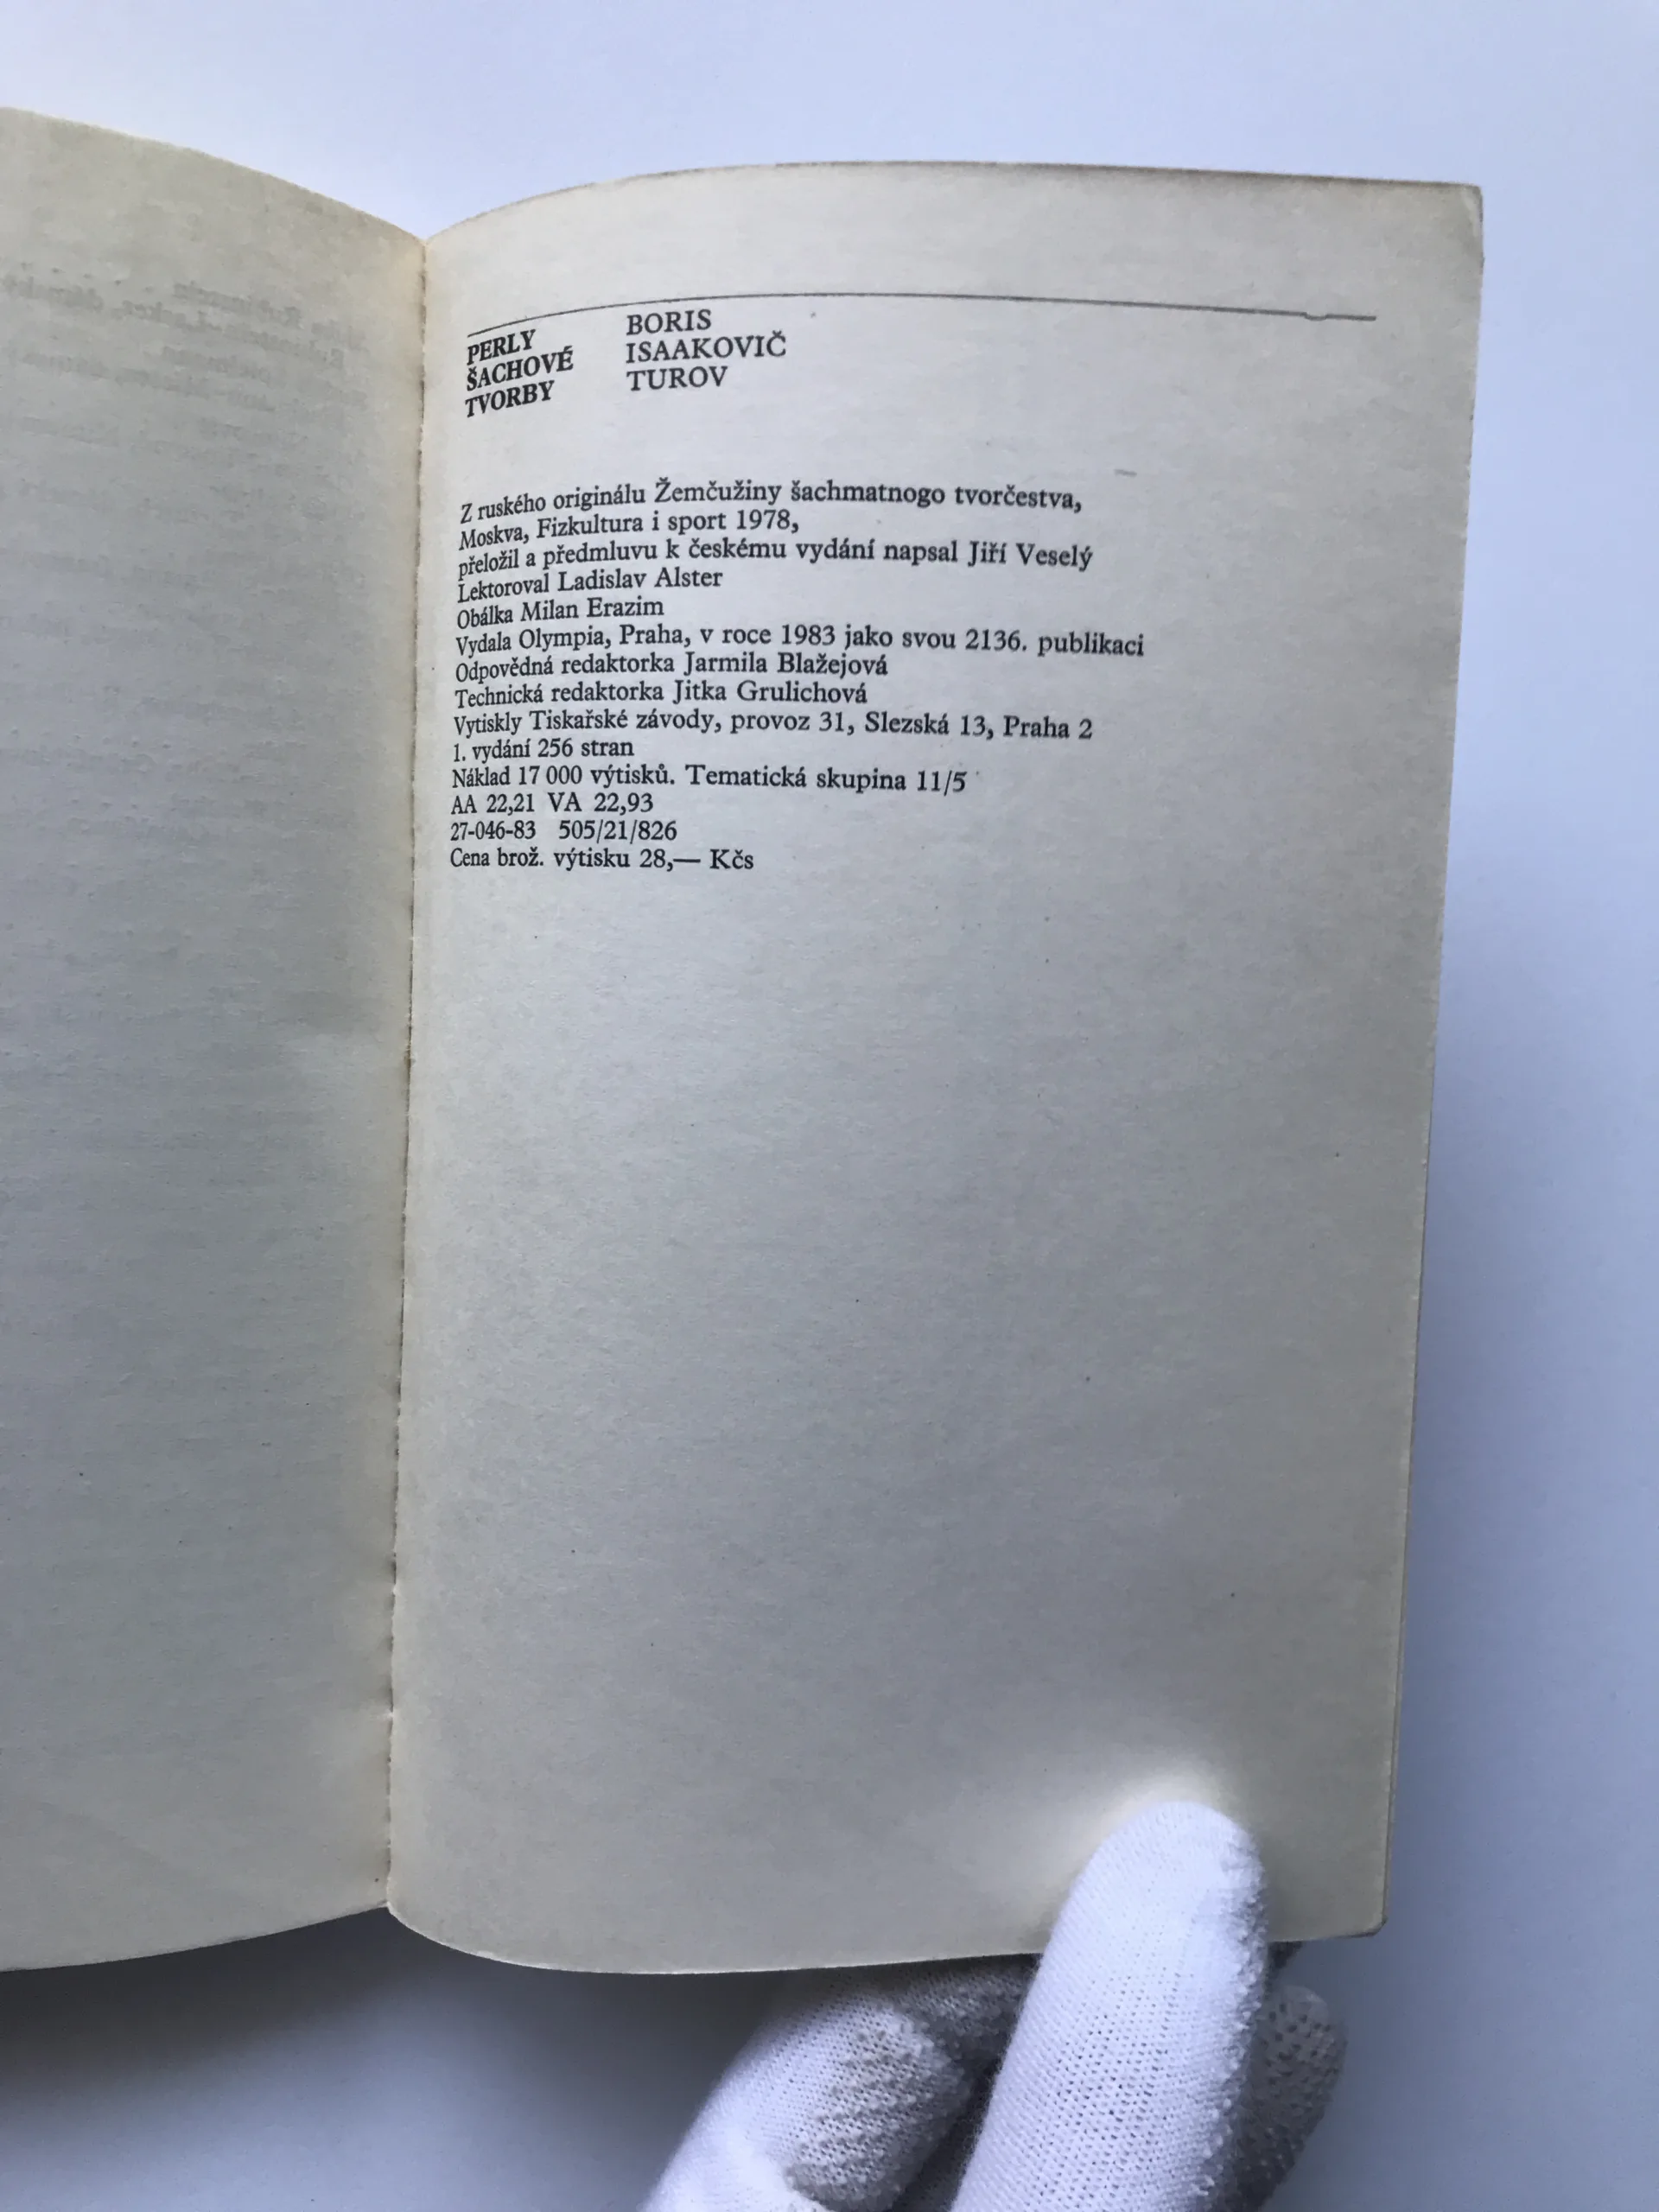 PERLY
ŠACHOVÉ
TVORBY
BORIS
ISAAKOVIČ
TUROV
Z ruského originálu Žemčužiny šachmatnogo tvorčestva,
Moskva, Fizkultura i sport 1978,
přeložil a předmluvu k českému vydání napsal Jiří Veselý
Lektoroval Ladislav Alster
Obálka Milan Erazim
Vydala Olympia, Praha, v roce 1983 jako svou 2136. publikaci
Odpovědná redaktorka Jarmila Blažejová
Technická redaktorka Jitka Grulichová
Vytiskly Tiskařské závody, provoz 31, Slezská 13, Praha 2
1. vydání 256 stran
Náklad 17 000 výtisků. Tematická skupina 11/5
AA 22,21 VA 22,93
27-046-83 505/21/826
Cena brož. výtisku 28,— Kčs